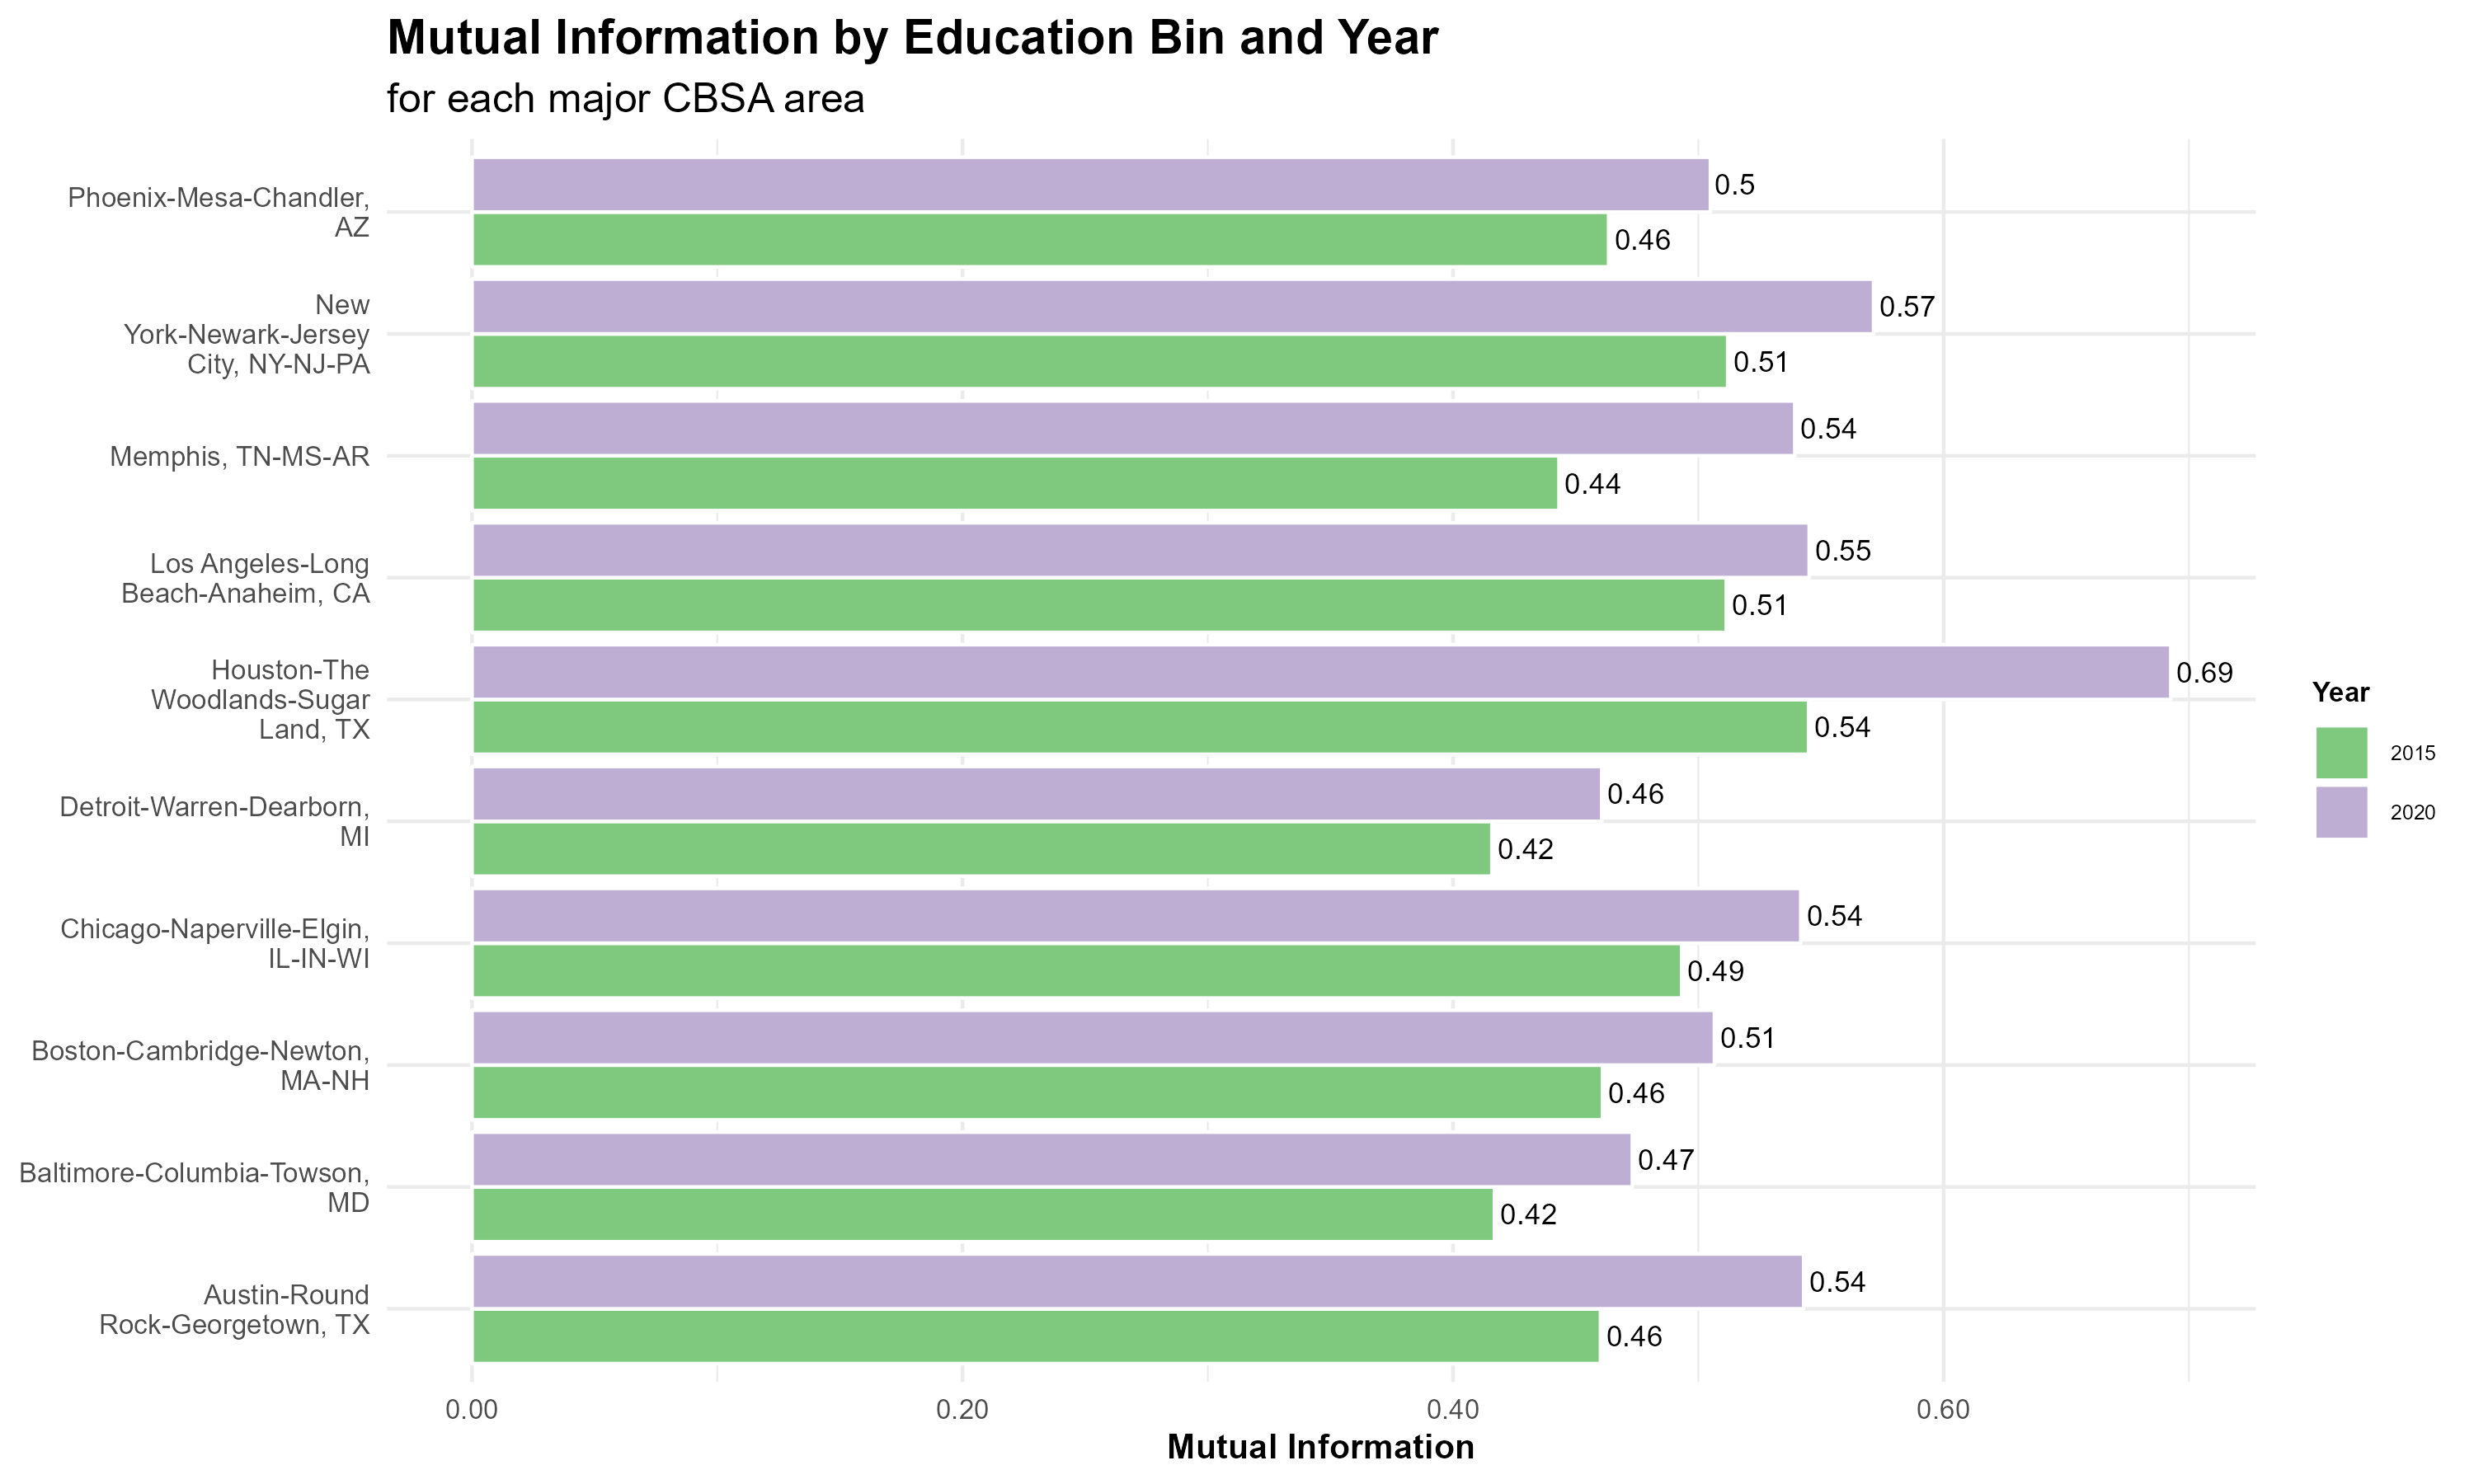 Mutual Information by Education Bin and Year
for each major CBSA area
Phoenix-Mesa-Chandler,
AZ
0.5
0.46
New
York-Newark-Jersey
City, NY-NJ-PA
0.57
0.51
Memphis, TN-MS-AR
0.54
0.44
Los Angeles-Long
Beach-Anaheim, CA
0.55
0.51
Houston-The
Woodlands-Sugar
Land, TX
0.69
0.54
Detroit-Warren-Dearborn,
MI
0.46
0.42
Chicago-Naperville-Elgin,
IL-IN-WI
0.54
0.49
Boston-Cambridge-Newton,
MA-NH
0.51
0.46
Baltimore-Columbia-Towson,
MD
0.47
0.42
Austin-Round
Rock-Georgetown, TX
0.54
0.46
0.00 0.20 0.40 0.60
Mutual Information
Year
2015
2020